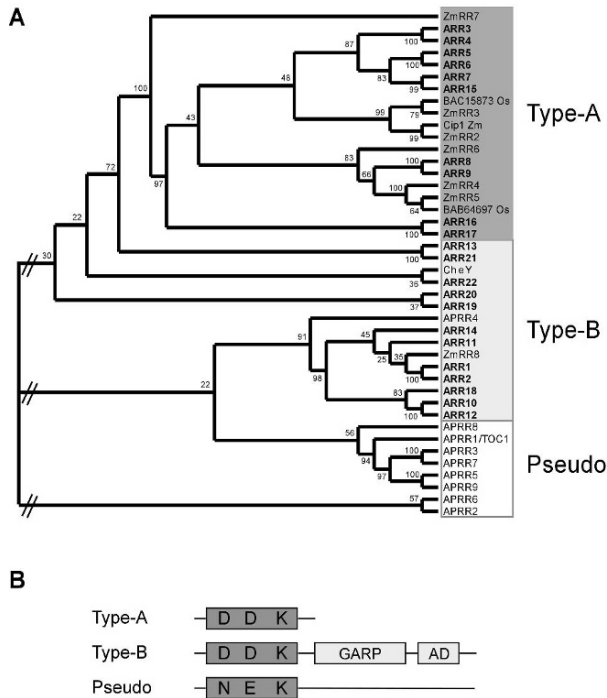 A
ZmRR7
ARR3
ARR4
ARR5
ARR6
ARR7
ARR15
BAC15873 Os
ZmRR3
Cip1 Zm
ZmRR2
ZmRR6
ARR8
ARR9
ZmRR4
ZmRR5
BAB64697 Os
ARR16
ARR17
Type-A
ARR13
ARR21
CheY
ARR22
ARR20
ARR19
APRR4
ARR14
ARR11
ZmRR8
ARR1
ARR2
ARR18
ARR10
ARR12
Type-B
APRR8
APRR1/TOC1
APRR3
APRR7
APRR5
APRR9
APRR6
APRR2
Pseudo
100
87
100
100
83
99
48
99
79
99
43
83
66
100
64
97
100
72
100
22
36
30
37
91
45
25
35
100
98
83
100
22
56
100
94
100
97
57
B
Type-A D D K
Type-B D D K GARP AD
Pseudo N E K